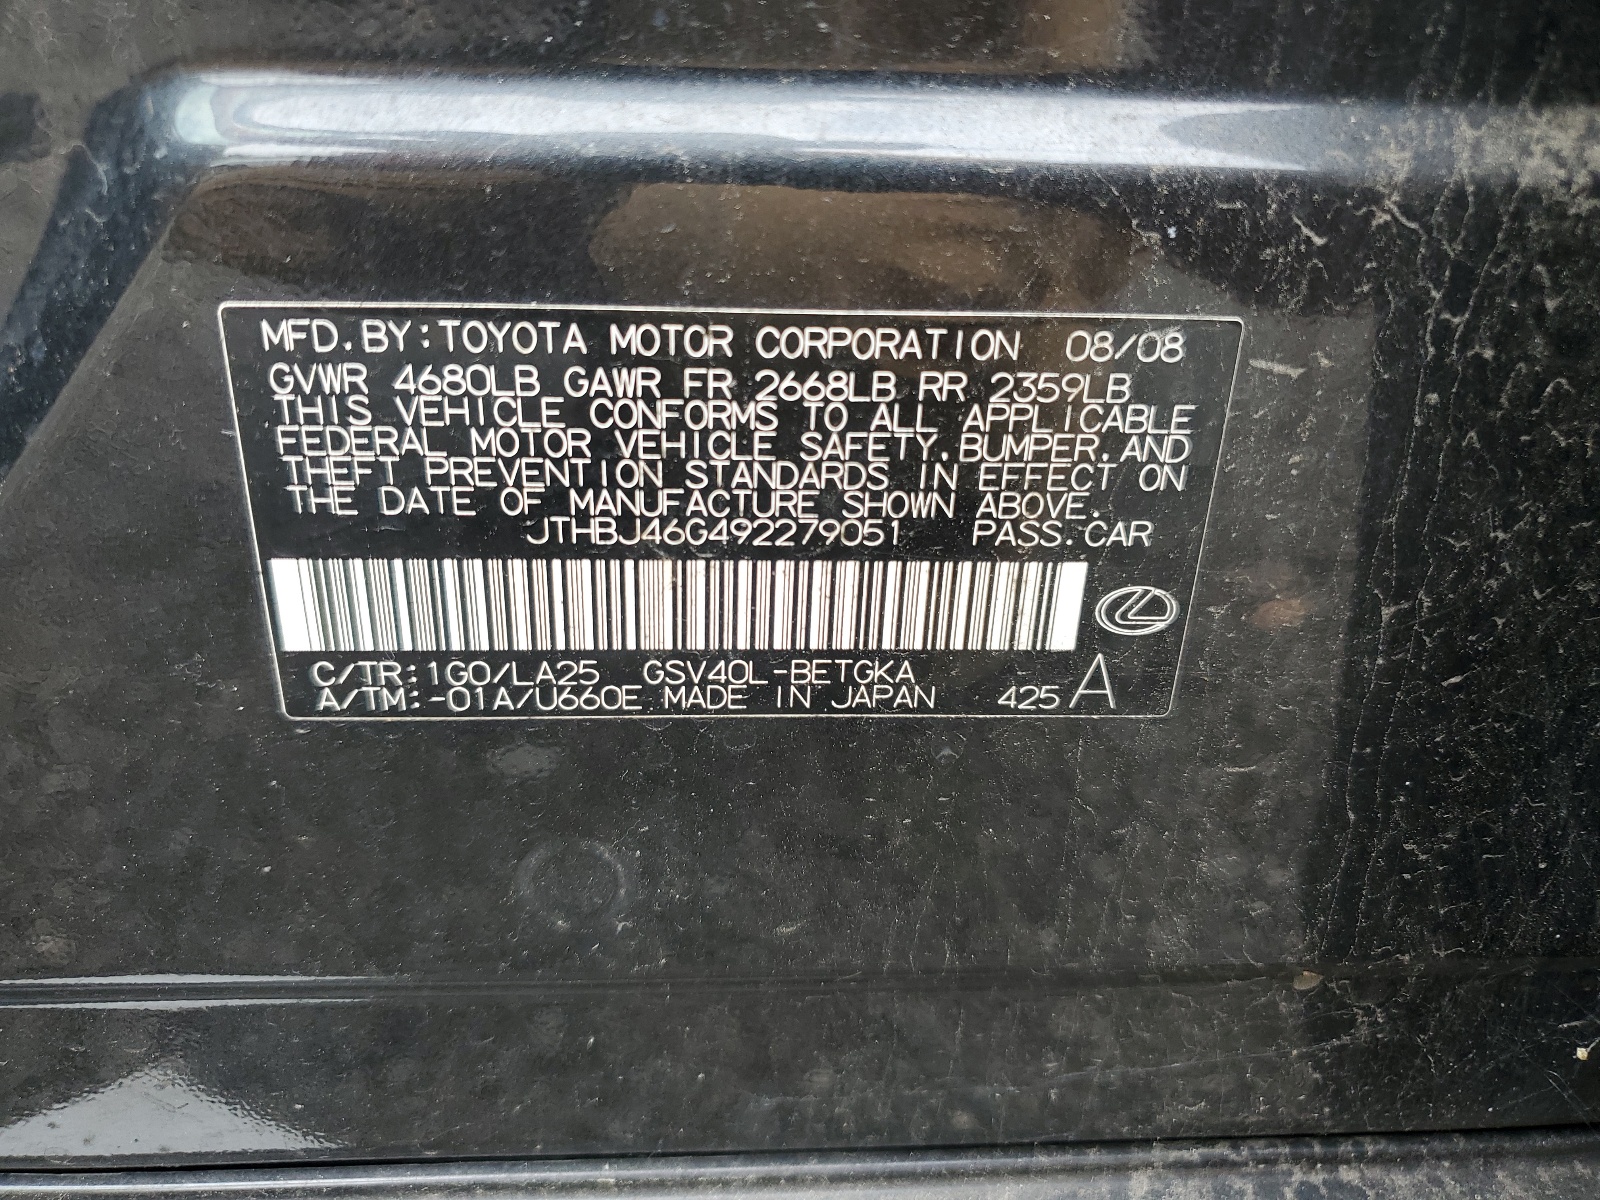 MFD. BY: TOYOTA MOTOR CORPORATION 08/08
GVWR 4680LB GAWR FR 2668LB RR 2359LB
THIS VEHICLE CONFORMS TO ALL APPLICABLE
FEDERAL MOTOR VEHICLE SAFETY, BUMPER, AND
THEFT PREVENTION STANDARDS IN EFFECT ON
THE DATE OF MANUFACTURE SHOWN ABOVE.
JTHBJ46G492279051 PASS. CAR
C/TR: 1G0/LA25 GSV40L-BETGKA
A/TM: -01A/U660E MADE IN JAPAN 425 A